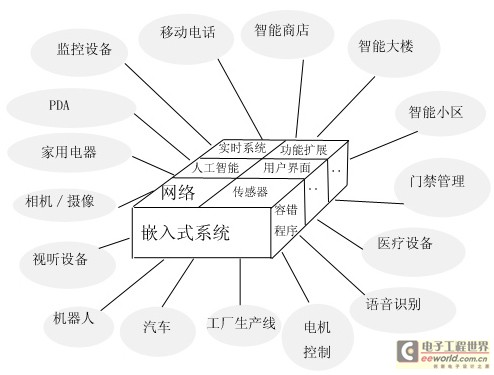 移动电话
智能商店
监控设备
智能大楼
PDA
智能小区
实时系统
功能扩展
家用电器
人工智能
用户界面
网络
传感器
门禁管理
相机/摄像
容错
程序
嵌入式系统
医疗设备
视听设备
语音识别
机器人
汽车
工厂生产线
电机
控制
电子工程世界
eeworld.com.cn